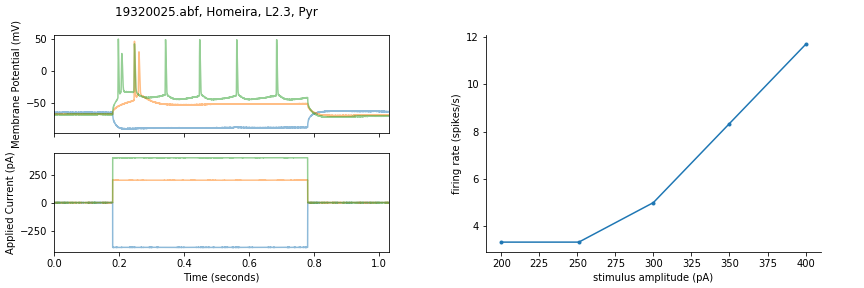 19320025.abf, Homeira, L2.3, Pyr
Membrane Potential (mV)
50
0
−50
Applied Current (pA)
250
0
−250
0.0 0.2 0.4 0.6 0.8 1.0
Time (seconds)
firing rate (spikes/s)
12
10
8
6
4
200 225 250 275 300 325 350 375 400
stimulus amplitude (pA)